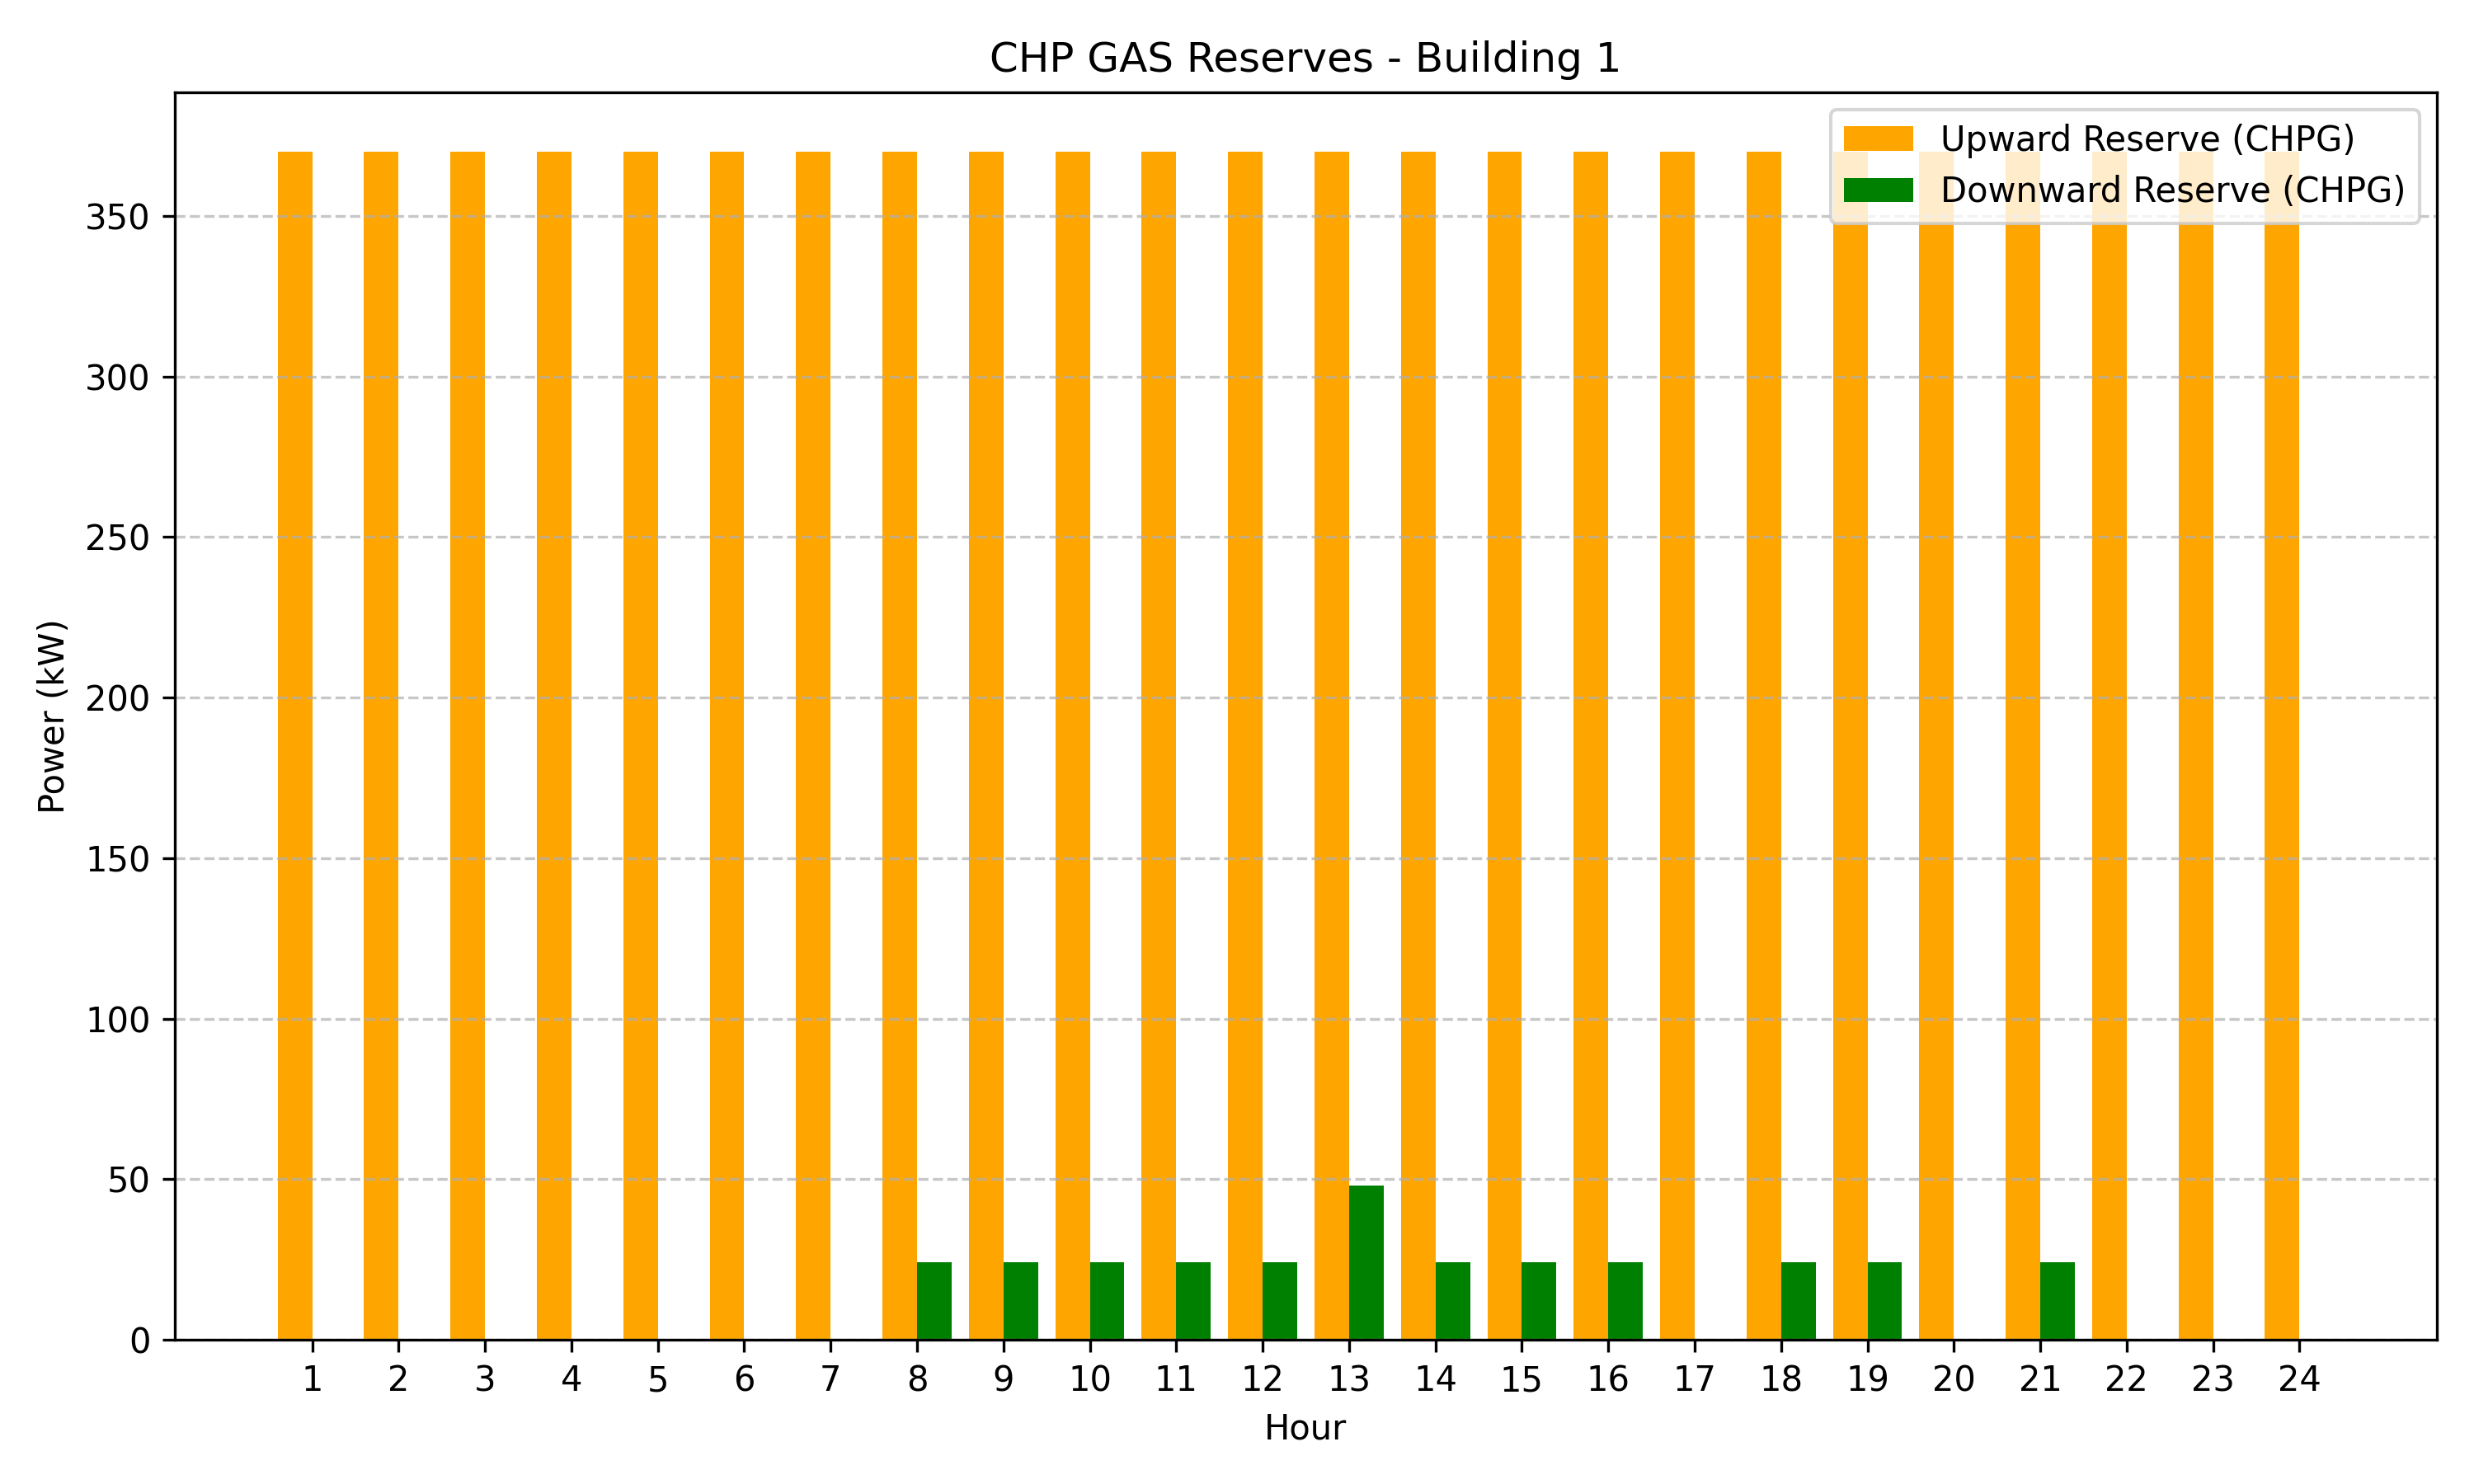 CHP GAS Reserves - Building 1
Upward Reserve (CHPG)
Downward Reserve (CHPG)
350
300
250
200
150
100
50
0
Power (kW)
1 2 3 4 5 6 7 8 9 10 11 12 13 14 15 16 17 18 19 20 21 22 23 24
Hour